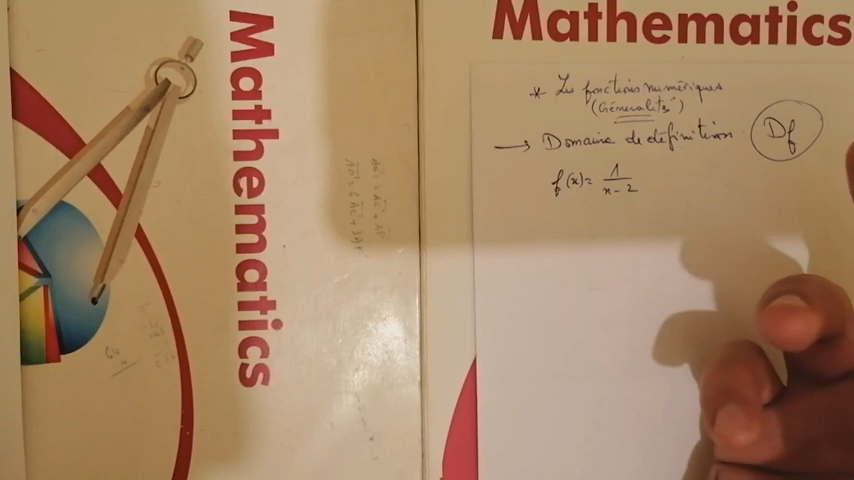 Mathematics
Mathematics
* Les fonctions numériques
(Généralités)
→ Domaine de définition : Df
f(x) = 1/(x-2)